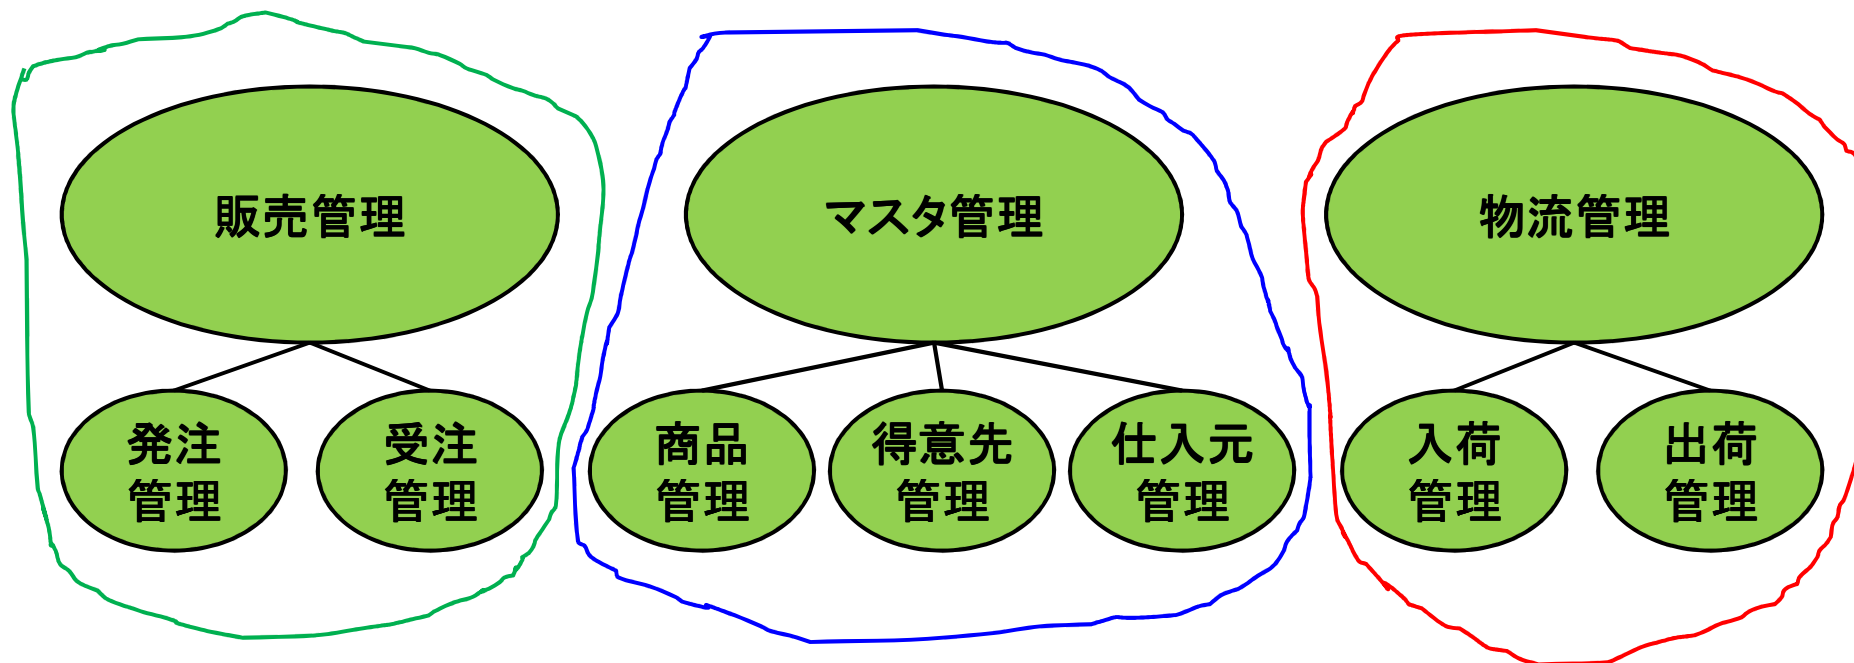 販売管理
マスタ管理
物流管理
発注
管理
受注
管理
商品
管理
得意先
管理
仕入元
管理
入荷
管理
出荷
管理